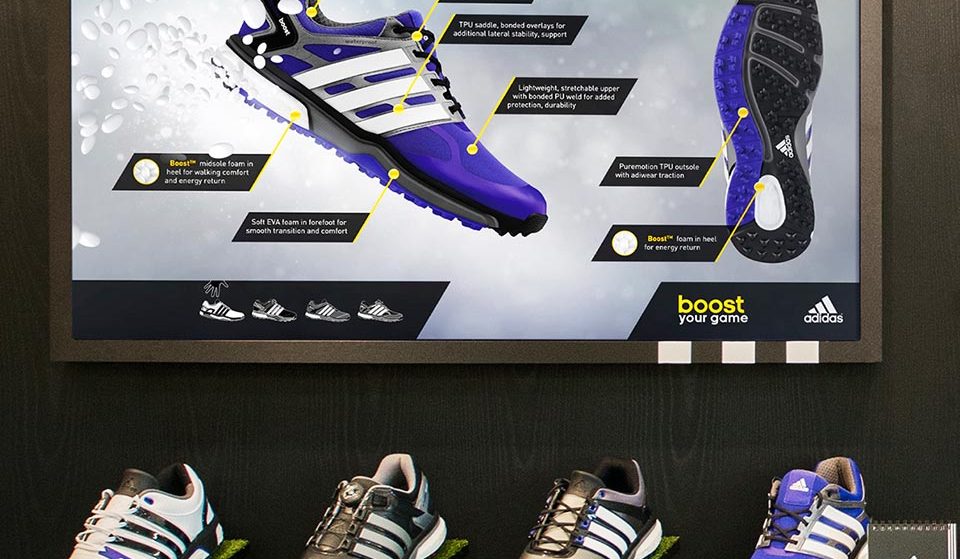 boost
waterproof
TPU saddle, bonded overlays for
additional lateral stability, support
Lightweight, stretchable upper
with bonded PU weld for added
protection, durability
Boost™ midsole foam in
heel for walking comfort
and energy return
Soft EVA foam in forefoot for
smooth transition and comfort
adidas
Puremotion TPU outsole
with adiwear traction
Boost™ foam in heel
for energy return
boost
your game
adidas